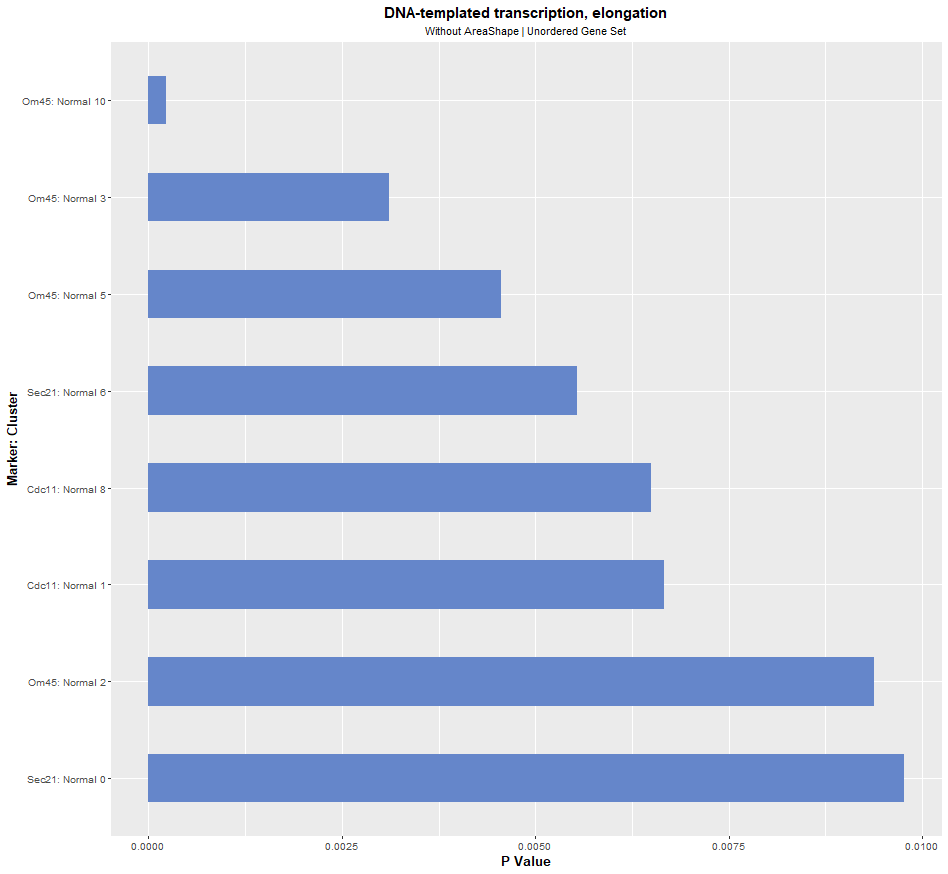 DNA-templated transcription, elongation
Without AreaShape | Unordered Gene Set
Marker: Cluster
Om45: Normal 10
Om45: Normal 3
Om45: Normal 5
Sec21: Normal 6
Cdc11: Normal 8
Cdc11: Normal 1
Om45: Normal 2
Sec21: Normal 0
0.0000 0.0025 0.0050 0.0075 0.0100
P Value